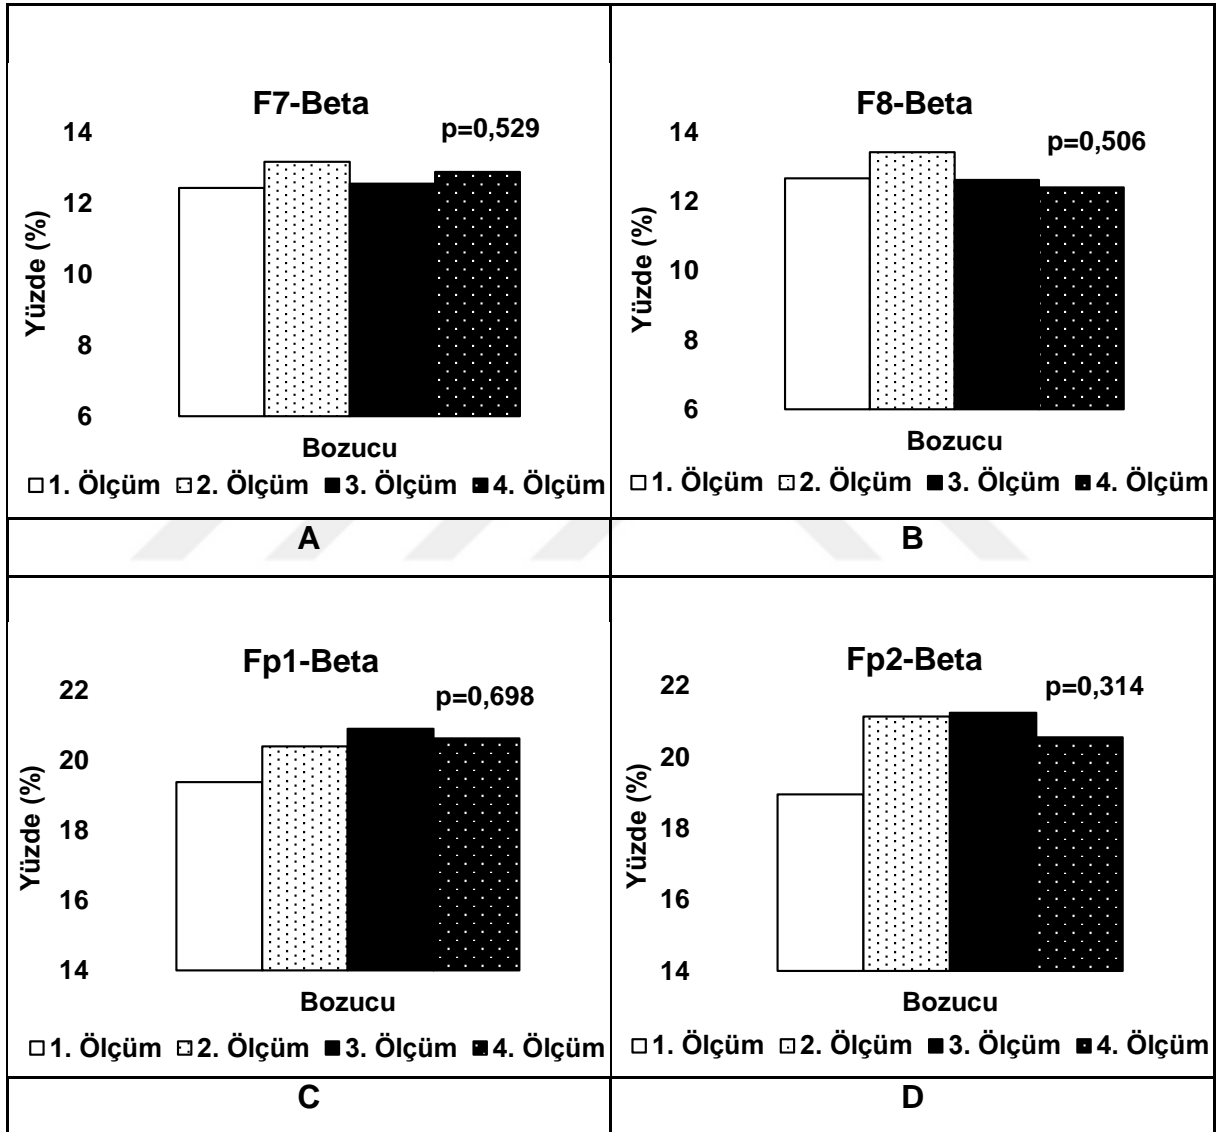 F7-Beta
p=0,529
14
12
10
8
6
Yüzde (%)
Bozucu
1. Ölçüm 2. Ölçüm 3. Ölçüm 4. Ölçüm
A
F8-Beta
p=0,506
14
12
10
8
6
Yüzde (%)
Bozucu
1. Ölçüm 2. Ölçüm 3. Ölçüm 4. Ölçüm
B
Fp1-Beta
p=0,698
22
20
18
16
14
Yüzde (%)
Bozucu
1. Ölçüm 2. Ölçüm 3. Ölçüm 4. Ölçüm
C
Fp2-Beta
p=0,314
22
20
18
16
14
Yüzde (%)
Bozucu
1. Ölçüm 2. Ölçüm 3. Ölçüm 4. Ölçüm
D